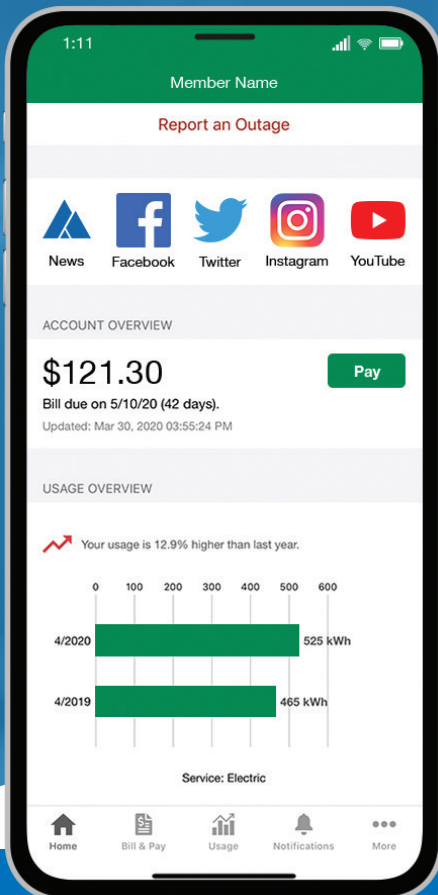 1:11
Member Name
Report an Outage
News Facebook Twitter Instagram YouTube
ACCOUNT OVERVIEW
$121.30
Pay
Bill due on 5/10/20 (42 days).
Updated: Mar 30, 2020 03:55:24 PM
USAGE OVERVIEW
Your usage is 12.9% higher than last year.
0 100 200 300 400 500 600
4/2020 525 kWh
4/2019 465 kWh
Service: Electric
Home Bill & Pay Usage Notifications More